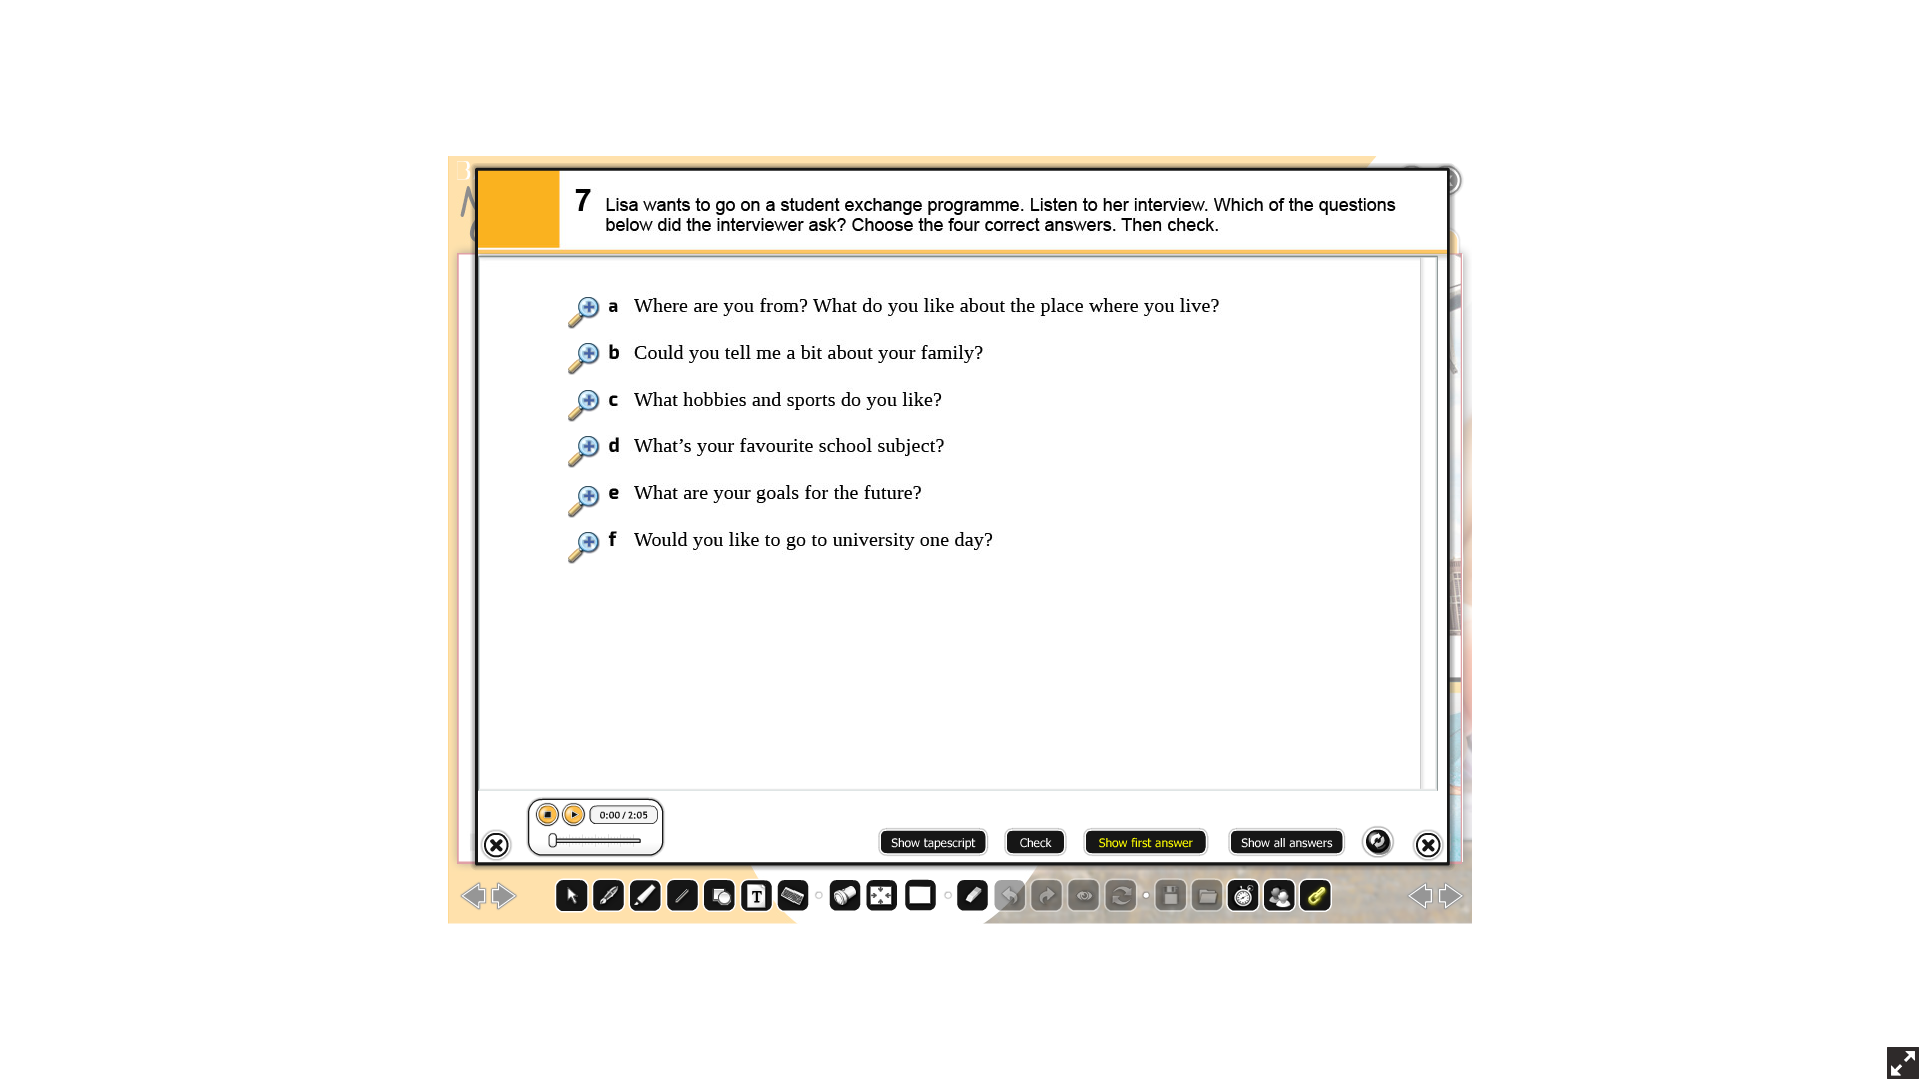 7 Lisa wants to go on a student exchange programme. Listen to her interview. Which of the questions
below did the interviewer ask? Choose the four correct answers. Then check.
a Where are you from? What do you like about the place where you live?
b Could you tell me a bit about your family?
c What hobbies and sports do you like?
d What’s your favourite school subject?
e What are your goals for the future?
f Would you like to go to university one day?
0:00 / 2:05
Show tapescript Check Show first answer Show all answers
T